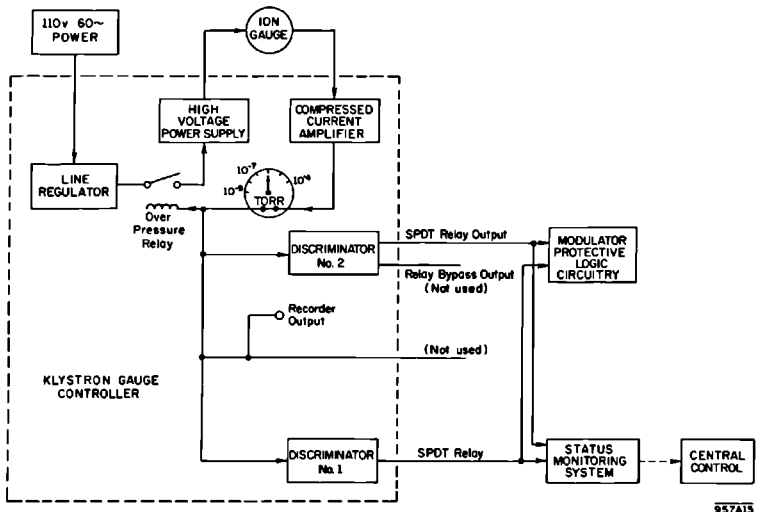 110v 60~
POWER
ION
GAUGE
HIGH
VOLTAGE
POWER SUPPLY
COMPRESSED
CURRENT
AMPLIFIER
LINE
REGULATOR
10⁻⁷
10⁻⁸
10⁻⁶
TORR
Over
Pressure
Relay
DISCRIMINATOR
No. 2
SPDT Relay Output
Relay Bypass Output
(Not used)
MODULATOR
PROTECTIVE
LOGIC
CIRCUITRY
Recorder
Output
(Not used)
KLYSTRON GAUGE
CONTROLLER
DISCRIMINATOR
No. 1
SPDT Relay
STATUS
MONITORING
SYSTEM
CENTRAL
CONTROL
957A15